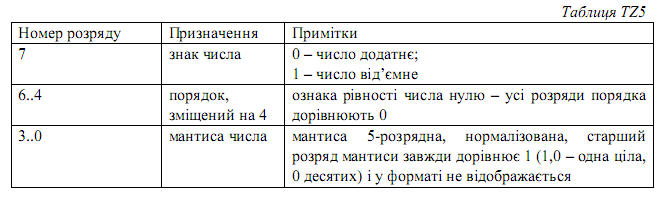 Таблиця TZ5
Номер розряду Призначення Примітки
7 знак числа 0 – число додатнє;
1 – число від’ємне
6..4 порядок, ознака рівності числа нулю – усі розряди порядка
зміщений на 4 дорівнюють 0
3..0 мантиса числа мантиса 5-розрядна, нормалізована, старший
розряд мантиси завжди дорівнює 1 (1,0 – одна ціла,
0 десятих) і у форматі не відображається